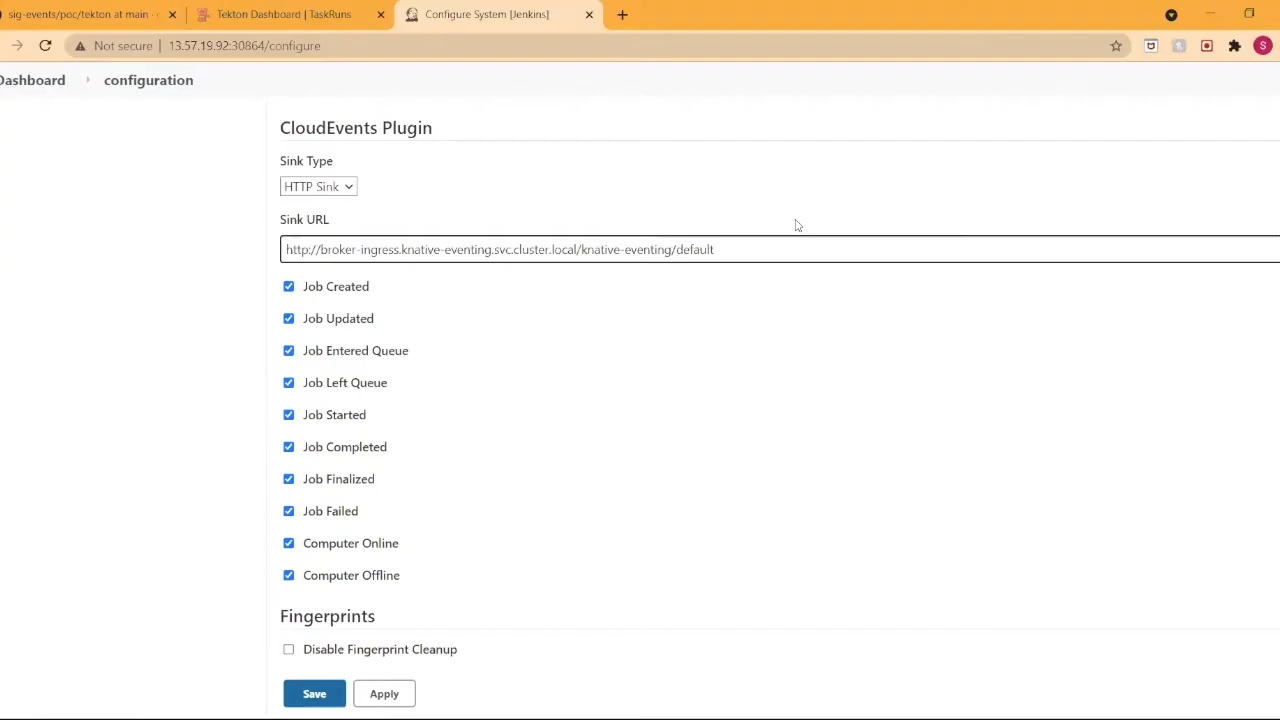 sig-events/poc/tekton at main ·
Tekton Dashboard | TaskRuns
Configure System [Jenkins]
Not secure | 13.57.19.92:30864/configure
S
Dashboard
configuration
CloudEvents Plugin
Sink Type
HTTP Sink
Sink URL
http://broker-ingress.knative-eventing.svc.cluster.local/knative-eventing/default
Job Created
Job Updated
Job Entered Queue
Job Left Queue
Job Started
Job Completed
Job Finalized
Job Failed
Computer Online
Computer Offline
Fingerprints
Disable Fingerprint Cleanup
Save
Apply